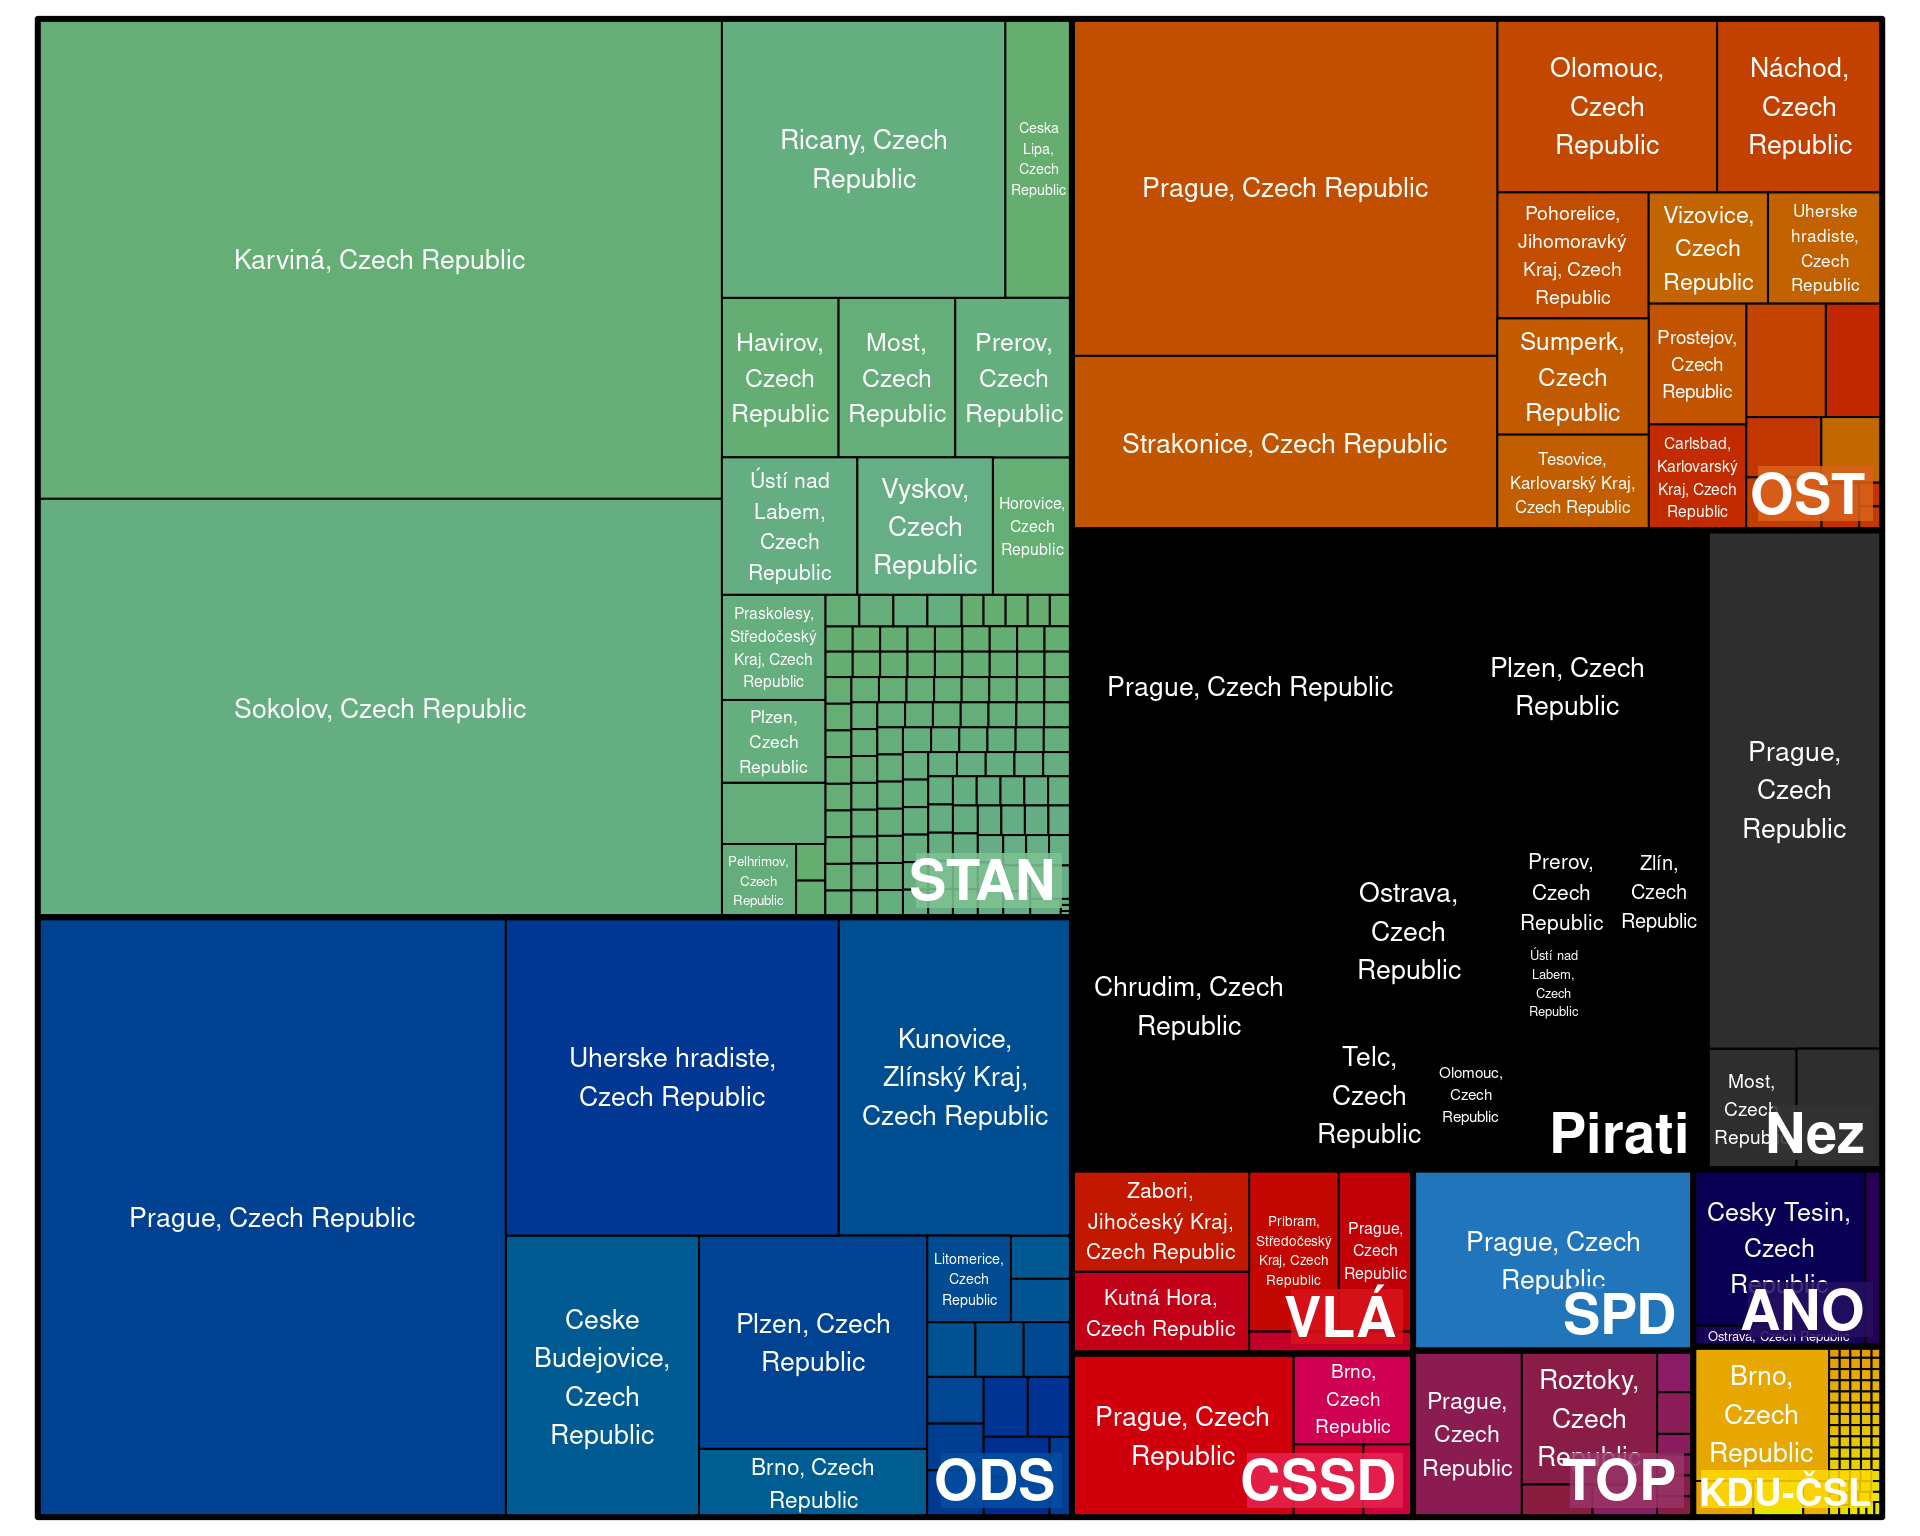 Karviná, Czech Republic
Sokolov, Czech Republic
Ricany, Czech
Republic
Ceska
Lipa,
Czech
Republic
Havirov,
Czech
Republic
Most,
Czech
Republic
Prerov,
Czech
Republic
Ústí nad
Labem,
Czech
Republic
Vyskov,
Czech
Republic
Horovice,
Czech
Republic
Praskolesy,
Středočeský
Kraj, Czech
Republic
Plzen,
Czech
Republic
Pelhrimov,
Czech
Republic
STAN
Prague, Czech Republic
Strakonice, Czech Republic
Olomouc,
Czech
Republic
Náchod,
Czech
Republic
Pohorelice,
Jihomoravký
Kraj, Czech
Republic
Vizovice,
Czech
Republic
Uherske
hradiste,
Czech
Republic
Sumperk,
Czech
Republic
Prostejov,
Czech
Republic
Tesovice,
Karlovarský Kraj,
Czech Republic
Carlsbad,
Karlovarský
Kraj, Czech
Republic
OST
Prague, Czech Republic
Plzen, Czech
Republic
Chrudim, Czech
Republic
Ostrava,
Czech
Republic
Prerov,
Czech
Republic
Zlín,
Czech
Republic
Ústí nad
Labem,
Czech
Republic
Telc,
Czech
Republic
Olomouc,
Czech
Republic
Pirati
Prague,
Czech
Republic
Most,
Czech
Republic
Nez
Prague, Czech Republic
Uherske hradiste,
Czech Republic
Kunovice,
Zlínský Kraj,
Czech Republic
Ceske
Budejovice,
Czech
Republic
Plzen, Czech
Republic
Brno, Czech
Republic
Litomerice,
Czech
Republic
ODS
Zabori,
Jihočeský Kraj,
Czech Republic
Kutná Hora,
Czech Republic
Pribram,
Středočeský
Kraj, Czech
Republic
Prague,
Czech
Republic
VLÁ
Prague, Czech
Republic
SPD
Cesky Tesin,
Czech
Republic
Ostrava, Czech Republic
ANO
Prague, Czech
Republic
Brno,
Czech
Republic
CSSD
Prague,
Czech
Republic
Roztoky,
Czech
Republic
TOP
Brno,
Czech
Republic
KDU-ČSL